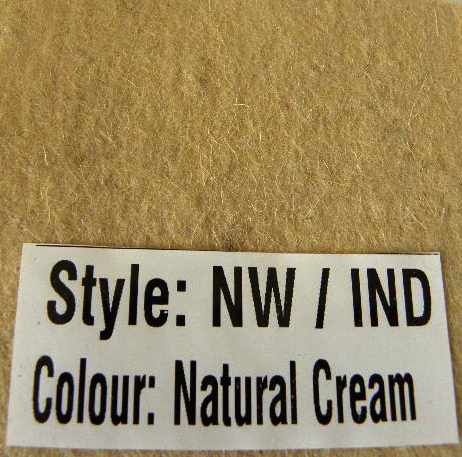 Style: NW / IND
Colour: Natural Cream